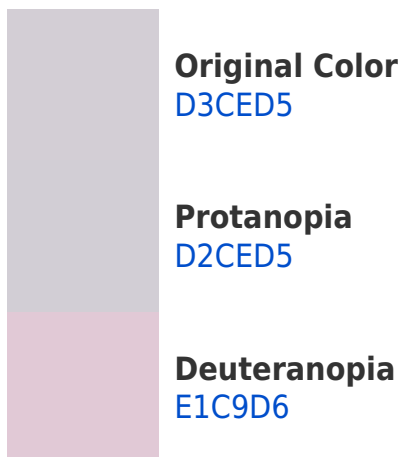 Original Color
D3CED5
Protanopia
D2CED5
Deuteranopia
E1C9D6